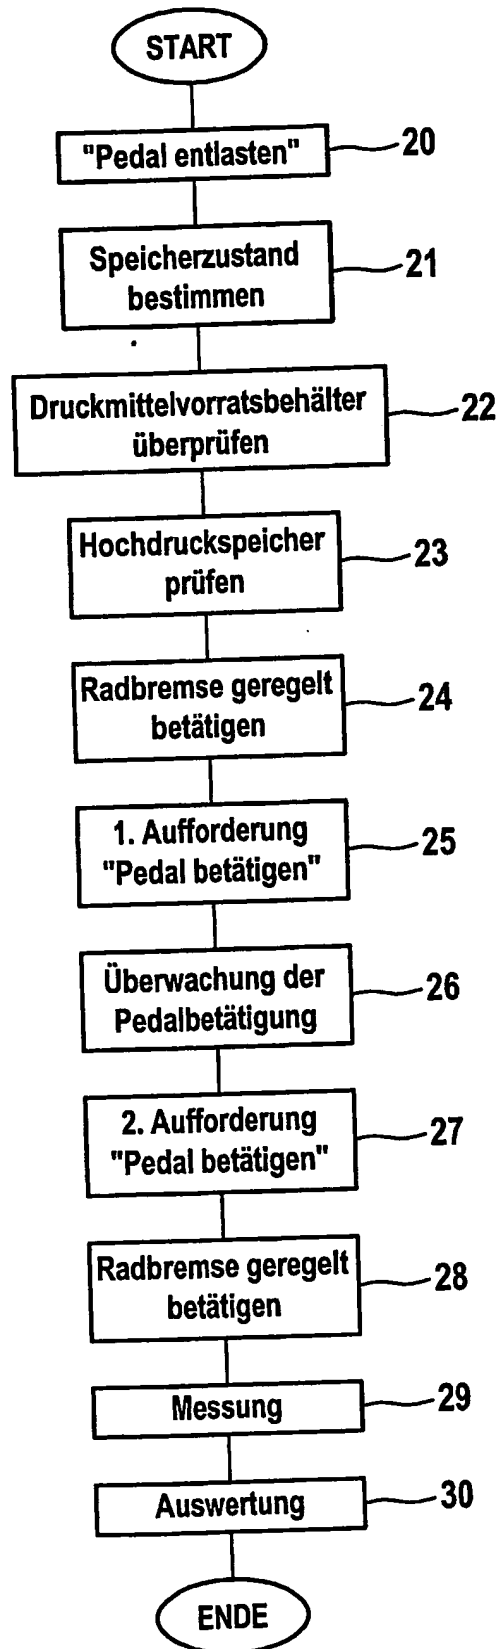 START
"Pedal entlasten" 20
Speicherzustand
bestimmen
21
Druckmittelvorratsbehälter
überprüfen
22
Hochdruckspeicher
prüfen
23
Radbremse geregelt
betätigen
24
1. Aufforderung
"Pedal betätigen"
25
Überwachung der
Pedalbetätigung
26
2. Aufforderung
"Pedal betätigen"
27
Radbremse geregelt
betätigen
28
Messung 29
Auswertung 30
ENDE